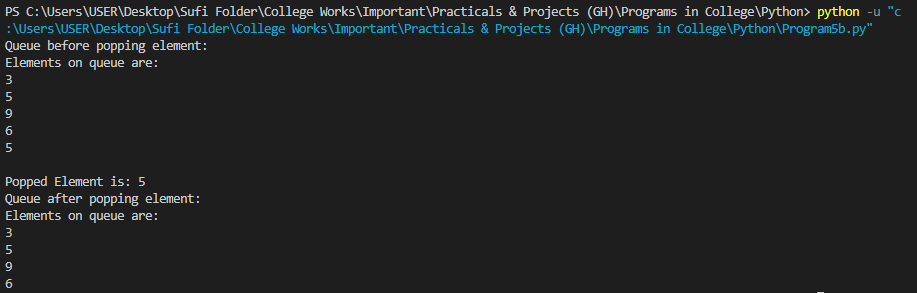 PS C:\Users\USER\Desktop\Sufi Folder\College Works\Important\Practicals & Projects (GH)\Programs in College\Python> python -u "c
:\Users\USER\Desktop\Sufi Folder\College Works\Important\Practicals & Projects (GH)\Programs in College\Python\Program5b.py"
Queue before popping element:
Elements on queue are:
3
5
9
6
5
Popped Element is: 5
Queue after popping element:
Elements on queue are:
3
5
9
6